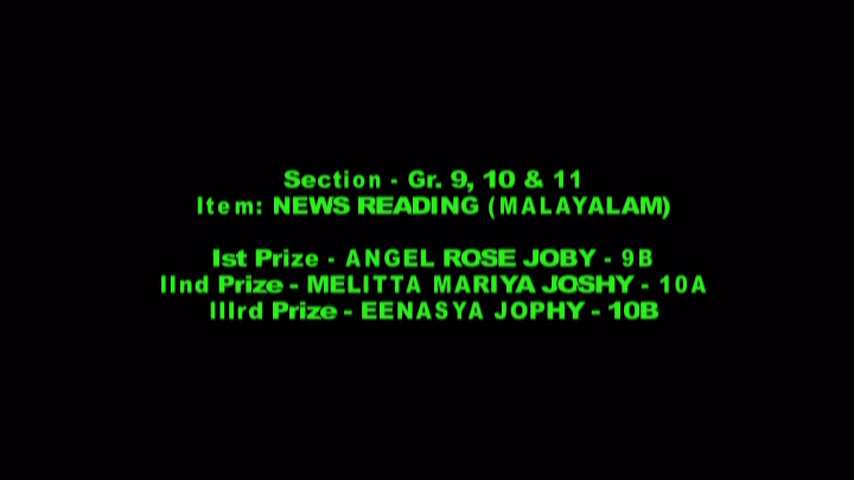 Section - Gr. 9, 10 & 11
Item: NEWS READING (MALAYALAM)
Ist Prize - ANGEL ROSE JOBY - 9B
IInd Prize - MELITTA MARIYA JOSHY - 10A
IIIrd Prize - EENASYA JOPHY - 10B